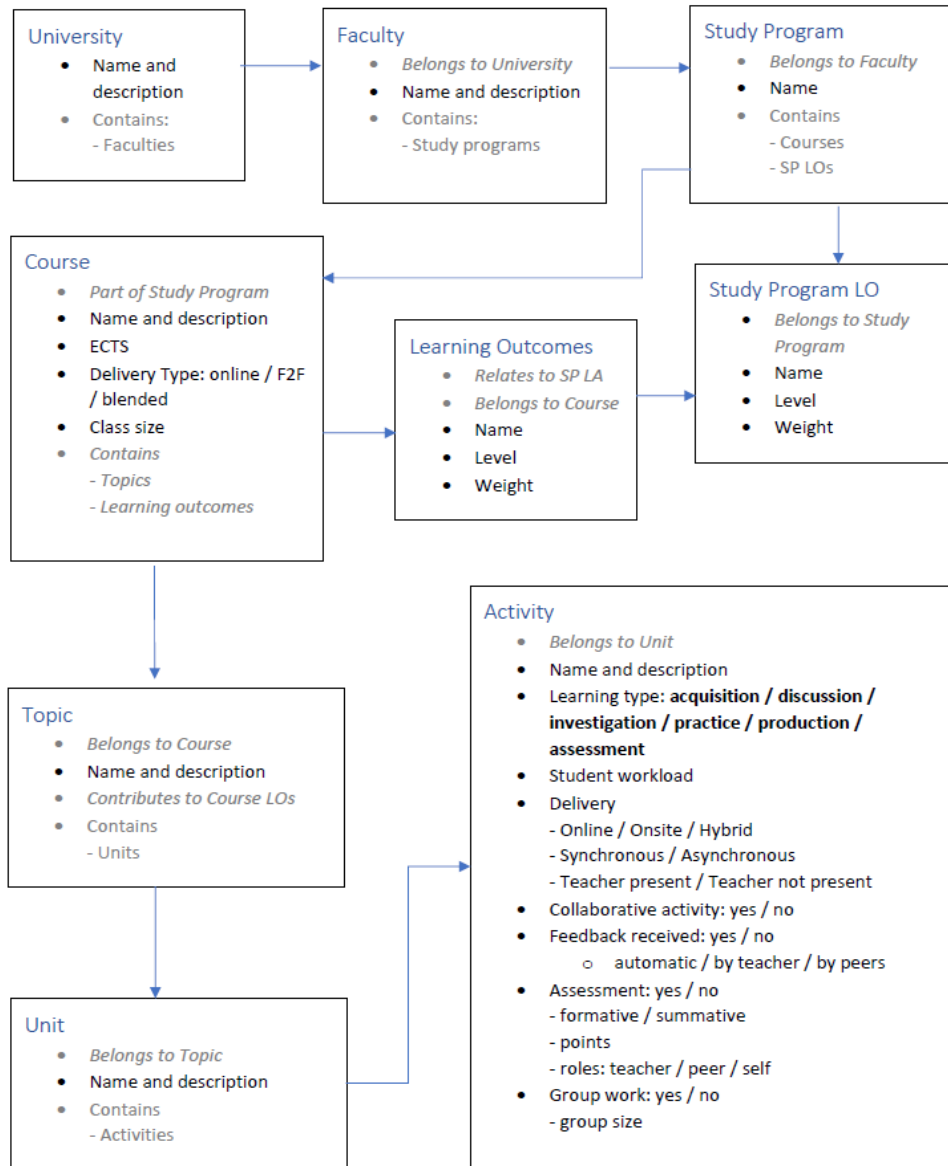 University
Name and
description
Contains:
- Faculties
Faculty
Belongs to University
Name and description
Contains:
- Study programs
Study Program
Belongs to Faculty
Name
Contains
- Courses
- SP LOs
Course
Part of Study Program
Name and description
ECTS
Delivery Type: online / F2F
/ blended
Class size
Contains
- Topics
- Learning outcomes
Learning Outcomes
Relates to SP LA
Belongs to Course
Name
Level
Weight
Study Program LO
Belongs to Study
Program
Name
Level
Weight
Topic
Belongs to Course
Name and description
Contributes to Course LOs
Contains
- Units
Unit
Belongs to Topic
Name and description
Contains
- Activities
Activity
Belongs to Unit
Name and description
Learning type: acquisition / discussion /
investigation / practice / production /
assessment
Student workload
Delivery
- Online / Onsite / Hybrid
- Synchronous / Asynchronous
- Teacher present / Teacher not present
Collaborative activity: yes / no
Feedback received: yes / no
automatic / by teacher / by peers
Assessment: yes / no
- formative / summative
- points
- roles: teacher / peer / self
Group work: yes / no
- group size